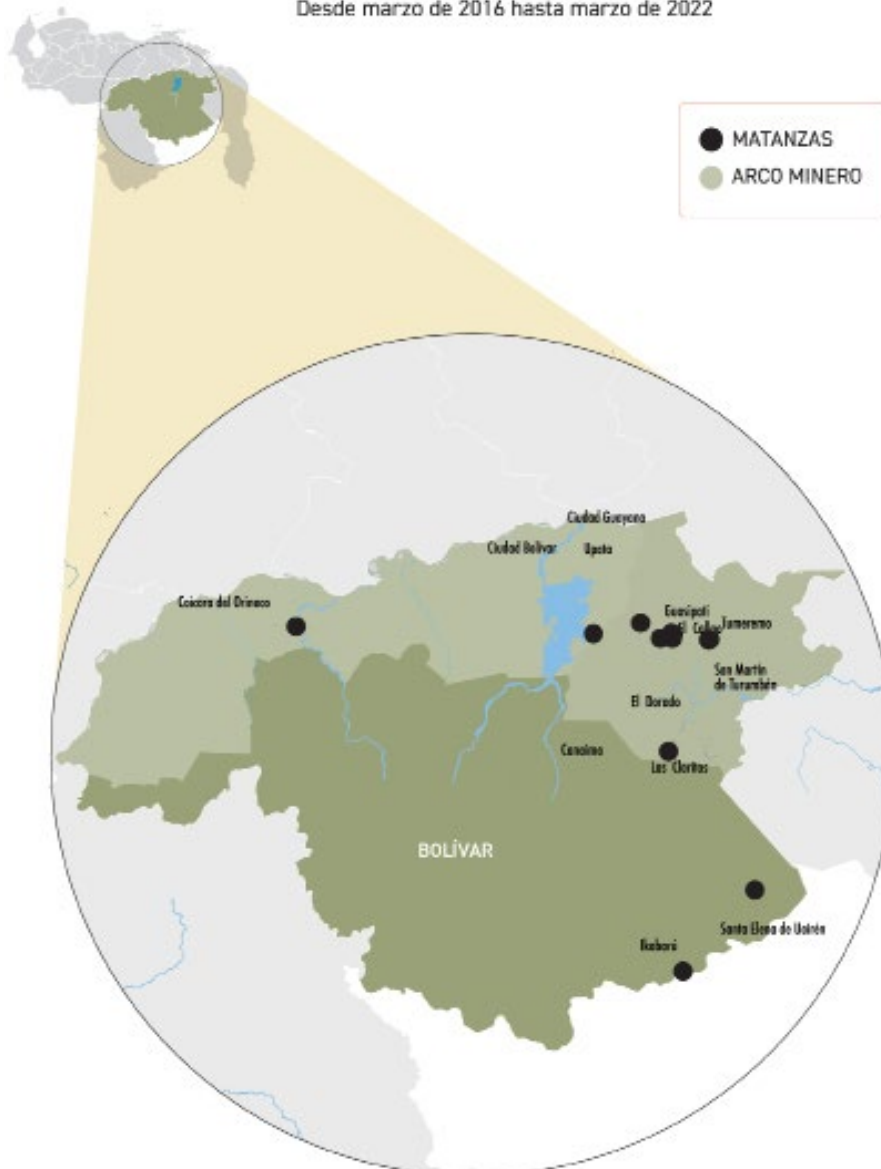 Desde marzo de 2016 hasta marzo de 2022
MATANZAS
ARCO MINERO
Ciudad Guayana
Ciudad Bolívar
Upata
Caicara del Orinoco
Guasipati
El Callao
Tumeremo
San Martín
de Turumbán
El Dorado
Canaima
Las Claritas
BOLÍVAR
Santa Elena de Uairén
Ikabarú